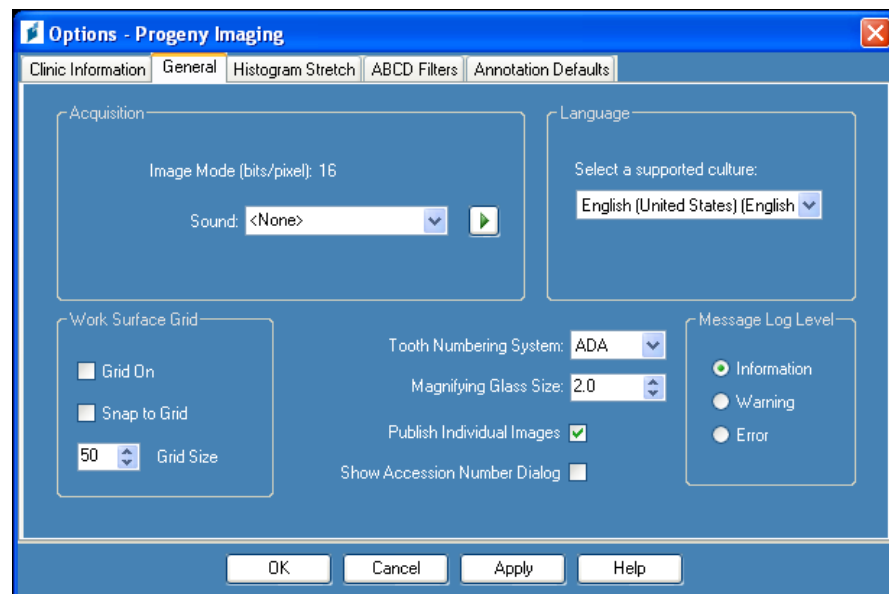 Options - Progeny Imaging
Clinic Information General Histogram Stretch ABCD Filters Annotation Defaults
Acquisition
Image Mode (bits/pixel): 16
Sound: <None>
Language
Select a supported culture:
English (United States) (English
Work Surface Grid
Grid On
Snap to Grid
50 Grid Size
Tooth Numbering System: ADA
Magnifying Glass Size: 2.0
Publish Individual Images
Show Accession Number Dialog
Message Log Level
Information
Warning
Error
OK Cancel Apply Help